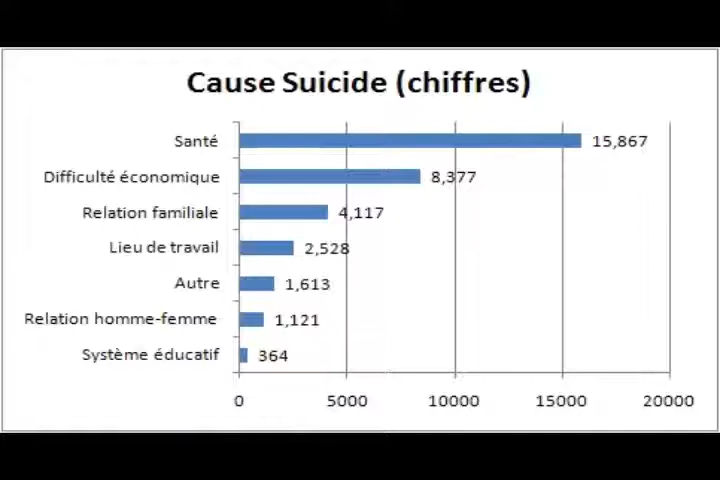 Cause Suicide (chiffres)
Santé 15,867
Difficulté économique 8,377
Relation familiale 4,117
Lieu de travail 2,528
Autre 1,613
Relation homme-femme 1,121
Système éducatif 364
0 5000 10000 15000 20000